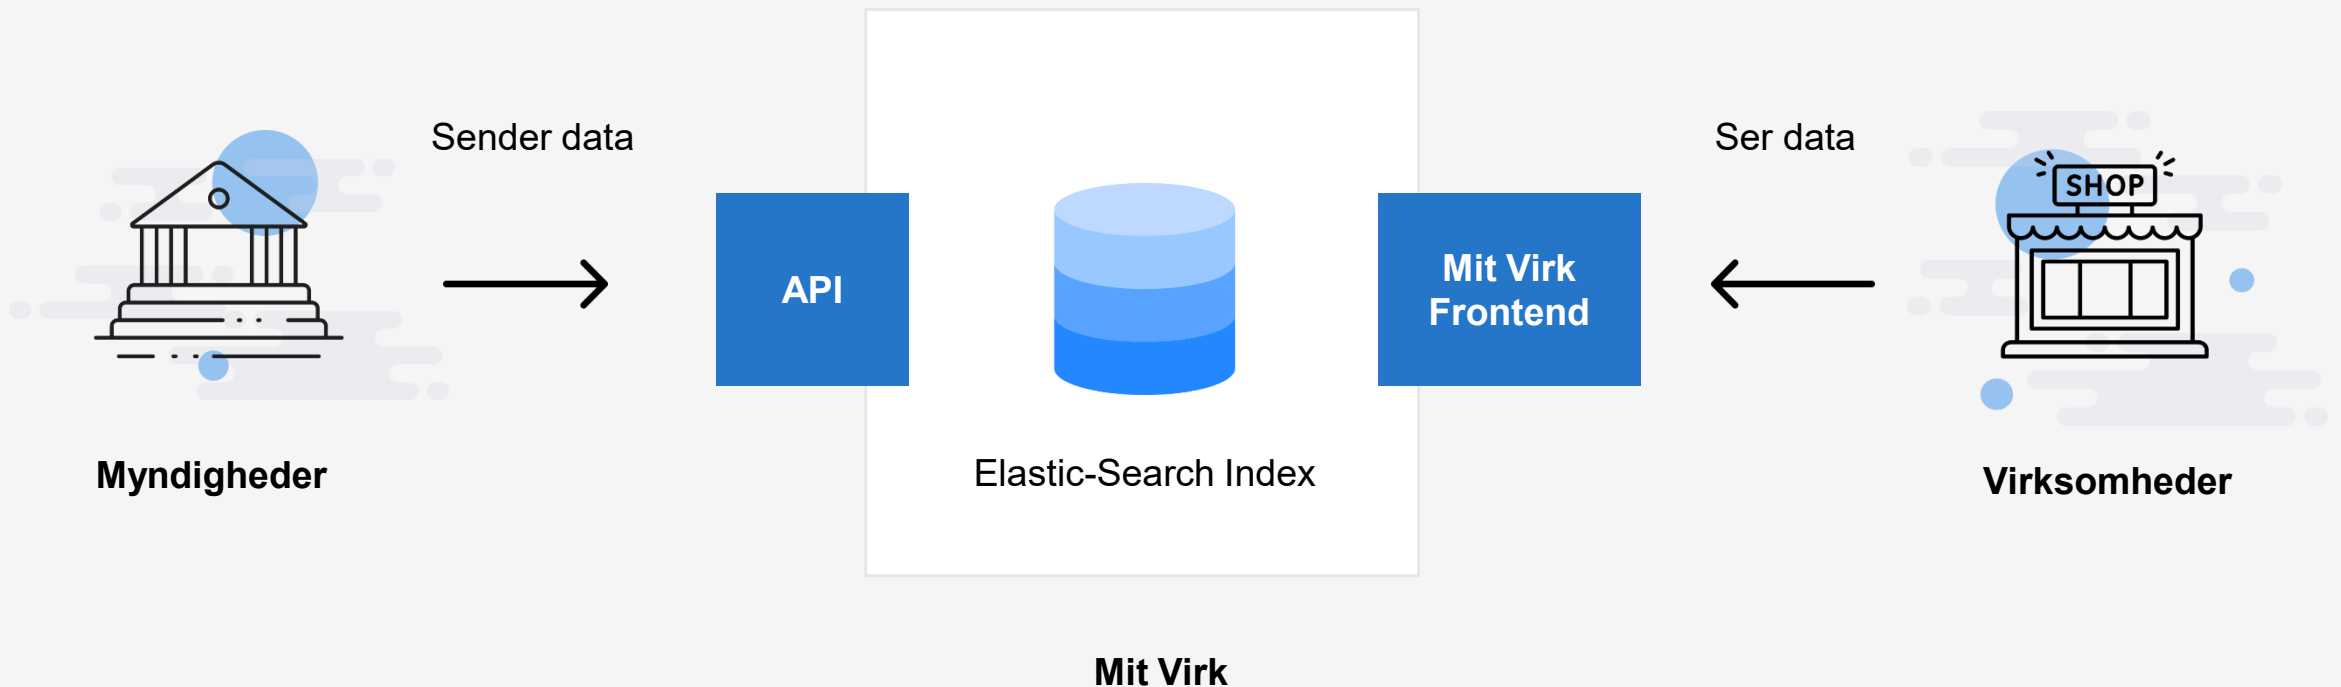 Sender data
Ser data
SHOP
API
Mit Virk
Frontend
Elastic-Search Index
Myndigheder
Virksomheder
Mit Virk